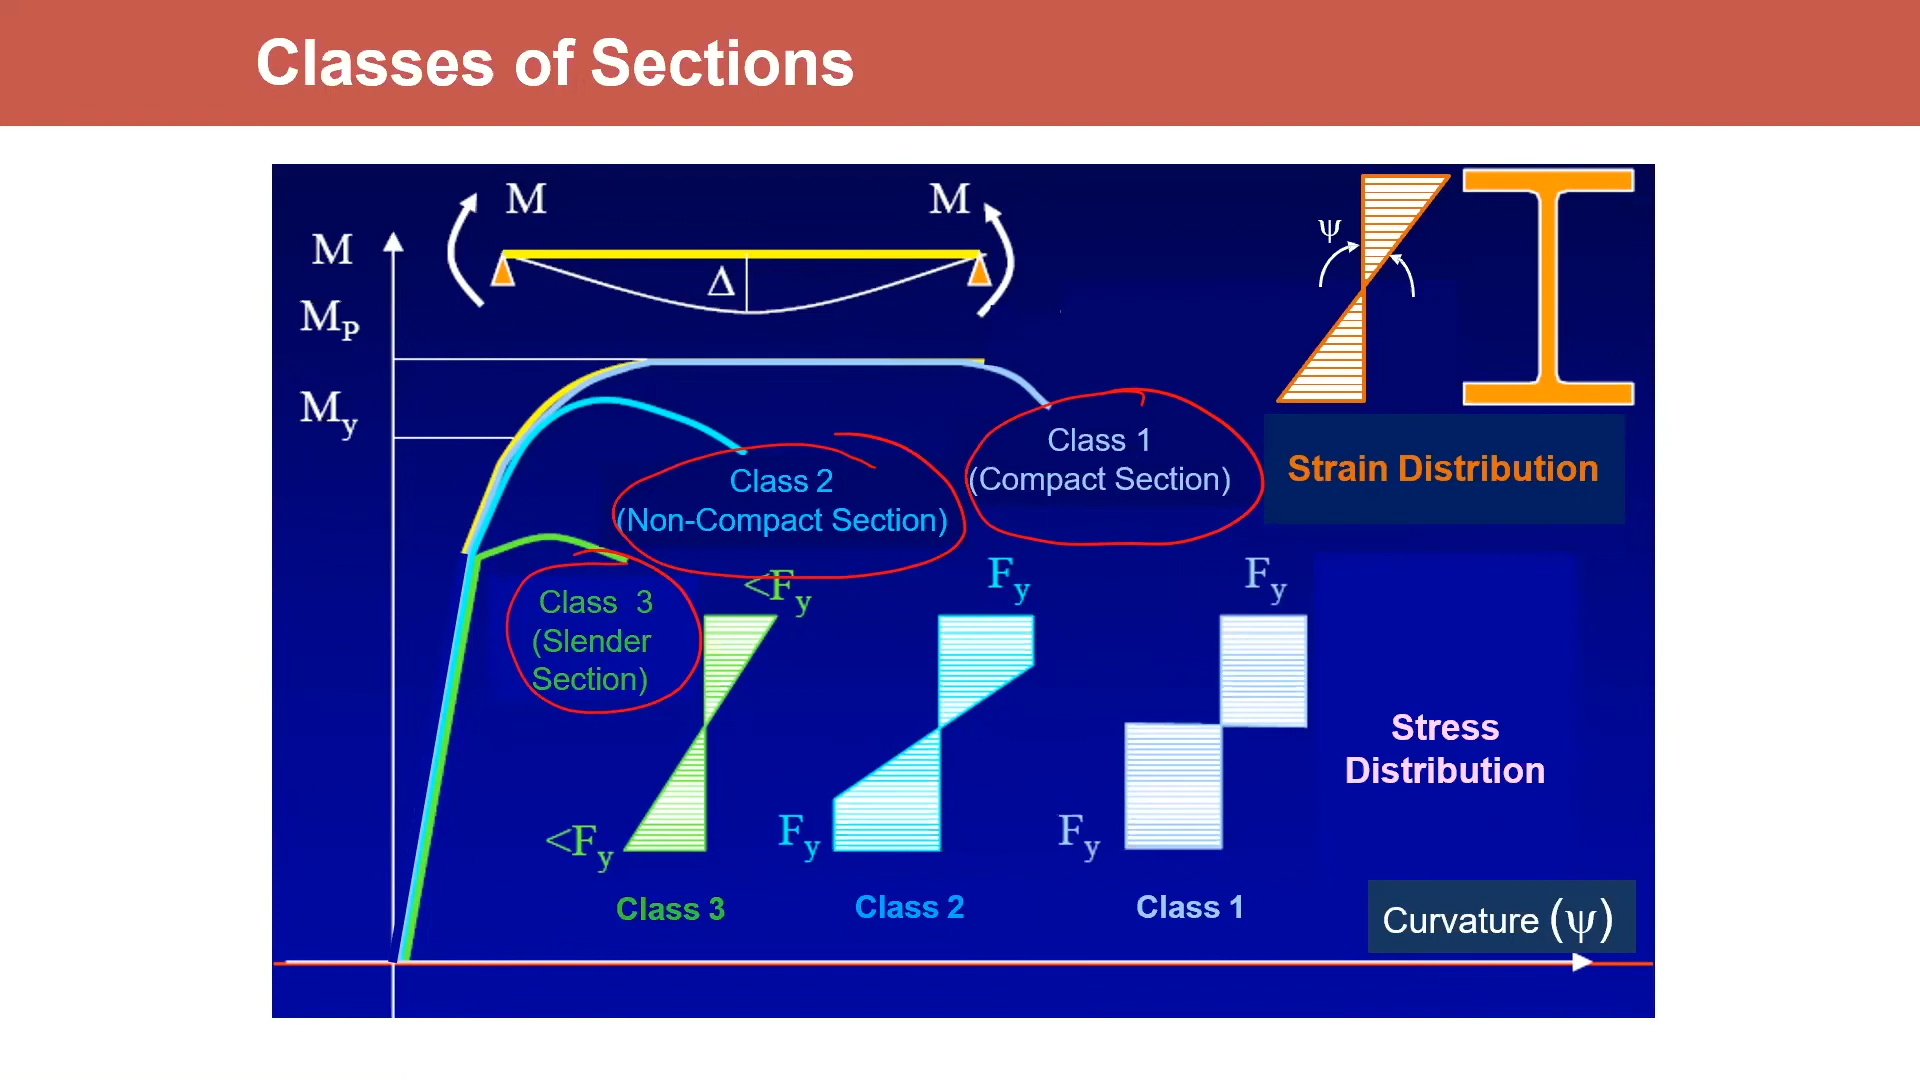 Classes of Sections
M
M
M
Δ
ψ
M_P
M_y
Class 1
(Compact Section)
Strain Distribution
Class 2
(Non-Compact Section)
Class 3
(Slender
Section)
<F_y
F_y
F_y
Stress
Distribution
<F_y
F_y
F_y
Class 3
Class 2
Class 1
Curvature (ψ)